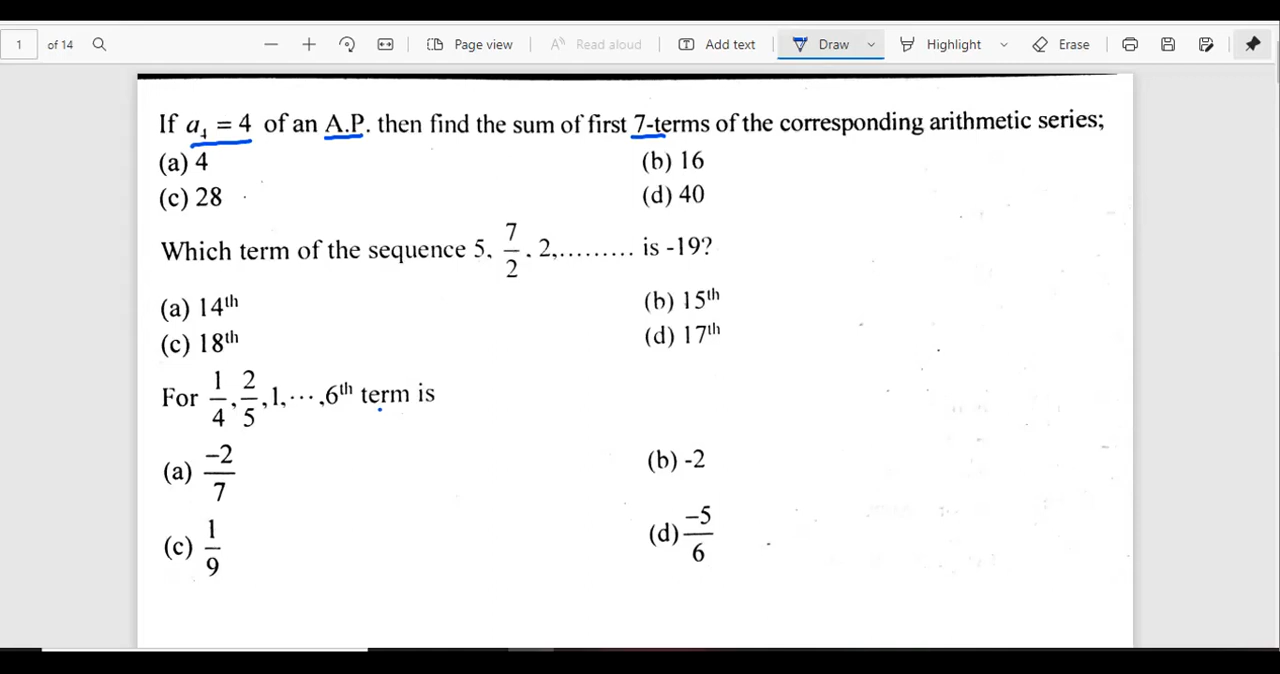 1 of 14 Page view Read aloud Add text Draw Highlight Erase
If a₄ = 4 of an A.P. then find the sum of first 7-terms of the corresponding arithmetic series;
(a) 4 (b) 16
(c) 28 (d) 40
Which term of the sequence 5, 7/2, 2,......... is -19?
(a) 14th (b) 15th
(c) 18th (d) 17th
For 1/4, 2/5, 1, ⋯ ,6th term is
(a) −2/7 (b) -2
(c) 1/9 (d) −5/6